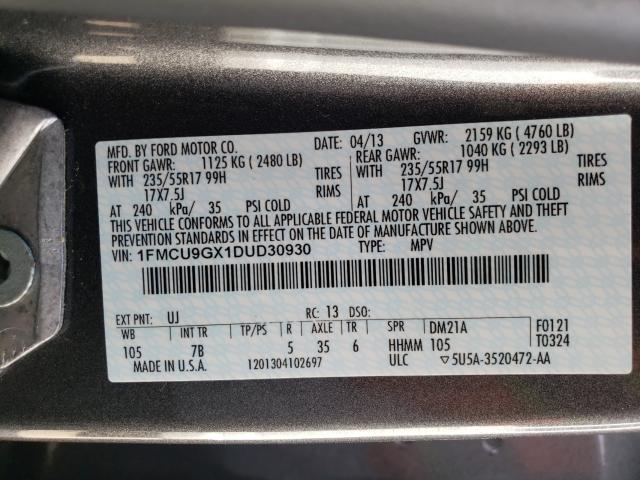 MFD. BY FORD MOTOR CO. 04/13 GVWR: 2159 KG ( 4760 LB)
FRONT GAWR: 1125 KG ( 2480 LB) REAR GAWR: 1040 KG ( 2293 LB)
WITH 235/55R17 99H TIRES WITH 235/55R17 99H TIRES
17X7.5J RIMS 17X7.5J RIMS
AT 240 kPa/ 35 PSI COLD AT 240 kPa/ 35 PSI COLD
THIS VEHICLE CONFORMS TO ALL APPLICABLE FEDERAL MOTOR VEHICLE SAFETY AND THEFT
PREVENTION STANDARDS IN EFFECT ON THE DATE OF MANUFACTURE SHOWN ABOVE.
VIN: 1FMCU9GX1DUD30930 TYPE: MPV
EXT PNT: UJ RC: 13 DSO:
WB INT TR TP/PS R AXLE TR SPR DM21A F0121
105 7B 5 35 6 HHMM 105 T0324
MADE IN U.S.A. 1201304102697 ULC ▽5U5A-3520472-AA